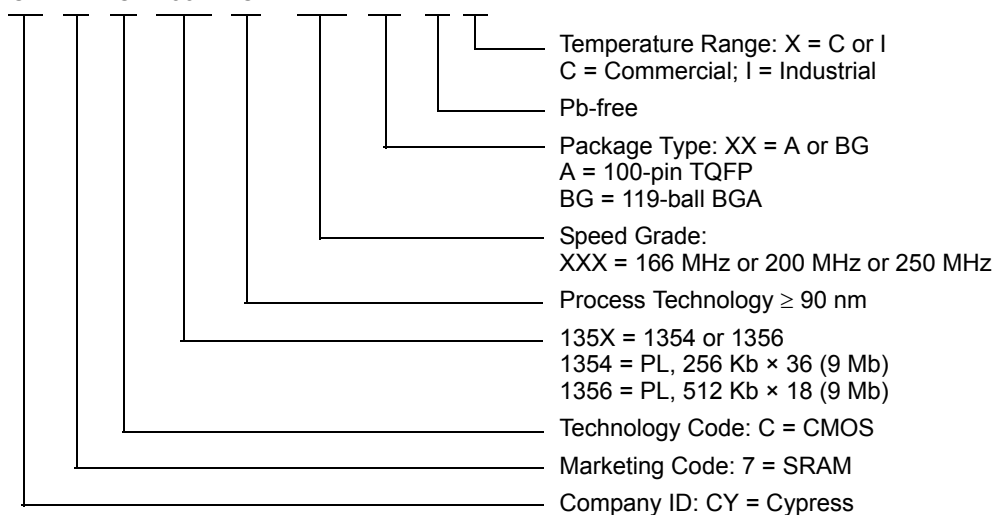 Temperature Range: X = C or I
C = Commercial; I = Industrial
Pb-free
Package Type: XX = A or BG
A = 100-pin TQFP
BG = 119-ball BGA
Speed Grade:
XXX = 166 MHz or 200 MHz or 250 MHz
Process Technology ≥ 90 nm
135X = 1354 or 1356
1354 = PL, 256 Kb × 36 (9 Mb)
1356 = PL, 512 Kb × 18 (9 Mb)
Technology Code: C = CMOS
Marketing Code: 7 = SRAM
Company ID: CY = Cypress